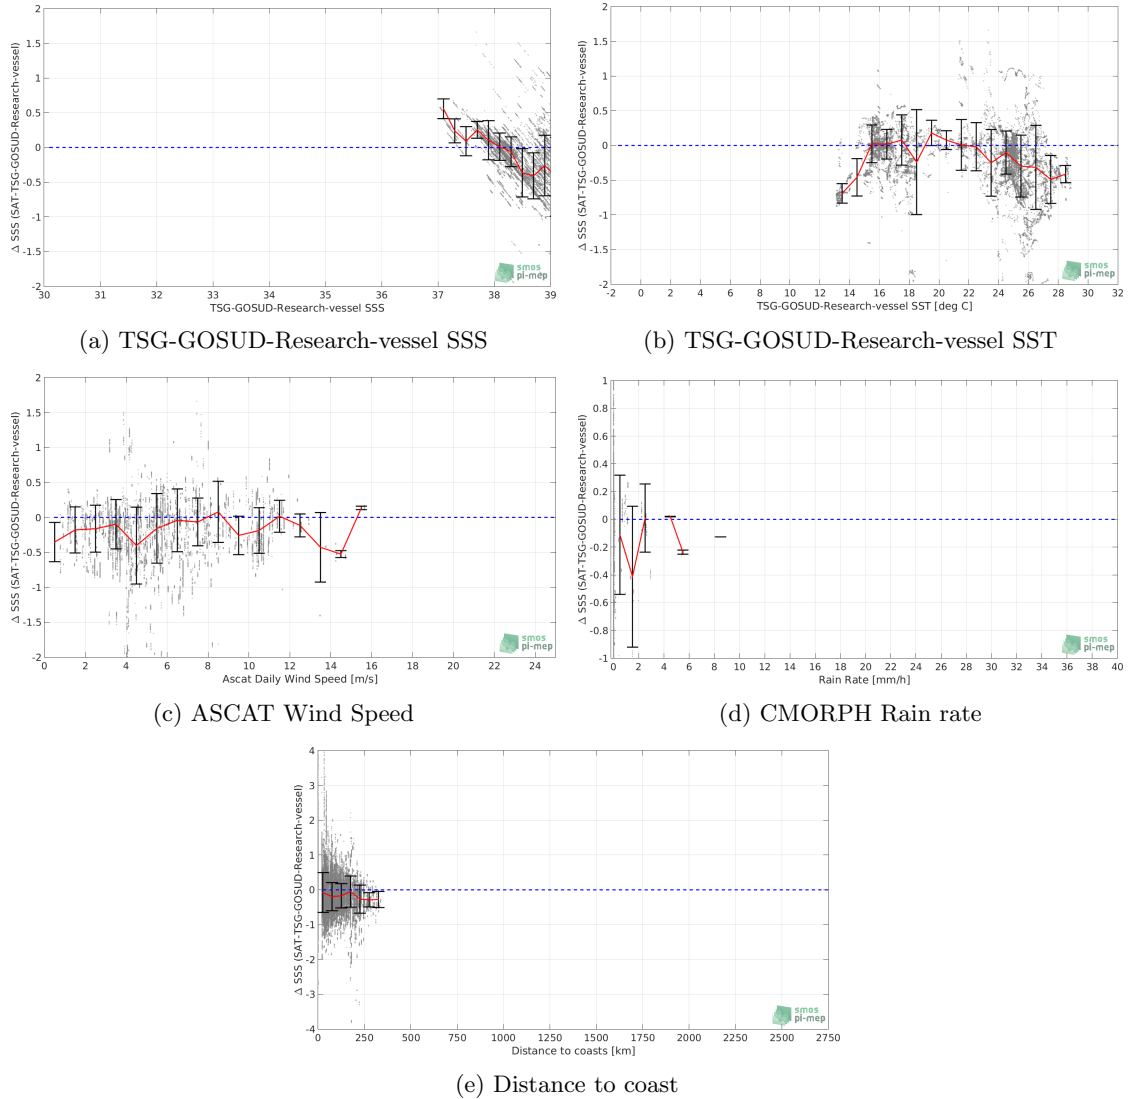 2
1.5
1
0.5
0
-0.5
-1
-1.5
-2
Δ SSS (SAT-TSG-GOSUD-Research-vessel)
30 31 32 33 34 35 36 37 38 39
TSG-GOSUD-Research-vessel SSS
smos
pi-mep
(a) TSG-GOSUD-Research-vessel SSS
2
1.5
1
0.5
0
-0.5
-1
-1.5
-2
Δ SSS (SAT-TSG-GOSUD-Research-vessel)
-2 0 2 4 6 8 10 12 14 16 18 20 22 24 26 28 30 32
TSG-GOSUD-Research-vessel SST [deg C]
smos
pi-mep
(b) TSG-GOSUD-Research-vessel SST
2
1.5
1
0.5
0
-0.5
-1
-1.5
-2
Δ SSS (SAT-TSG-GOSUD-Research-vessel)
0 2 4 6 8 10 12 14 16 18 20 22 24
Ascat Daily Wind Speed [m/s]
smos
pi-mep
(c) ASCAT Wind Speed
1
0.8
0.6
0.4
0.2
0
-0.2
-0.4
-0.6
-0.8
-1
Δ SSS (SAT-TSG-GOSUD-Research-vessel)
0 2 4 6 8 10 12 14 16 18 20 22 24 26 28 30 32 34 36 38 40
Rain Rate [mm/h]
smos
pi-mep
(d) CMORPH Rain rate
4
3
2
1
0
-1
-2
-3
-4
Δ SSS (SAT-TSG-GOSUD-Research-vessel)
0 250 500 750 1000 1250 1500 1750 2000 2250 2500 2750
Distance to coasts [km]
smos
pi-mep
(e) Distance to coast